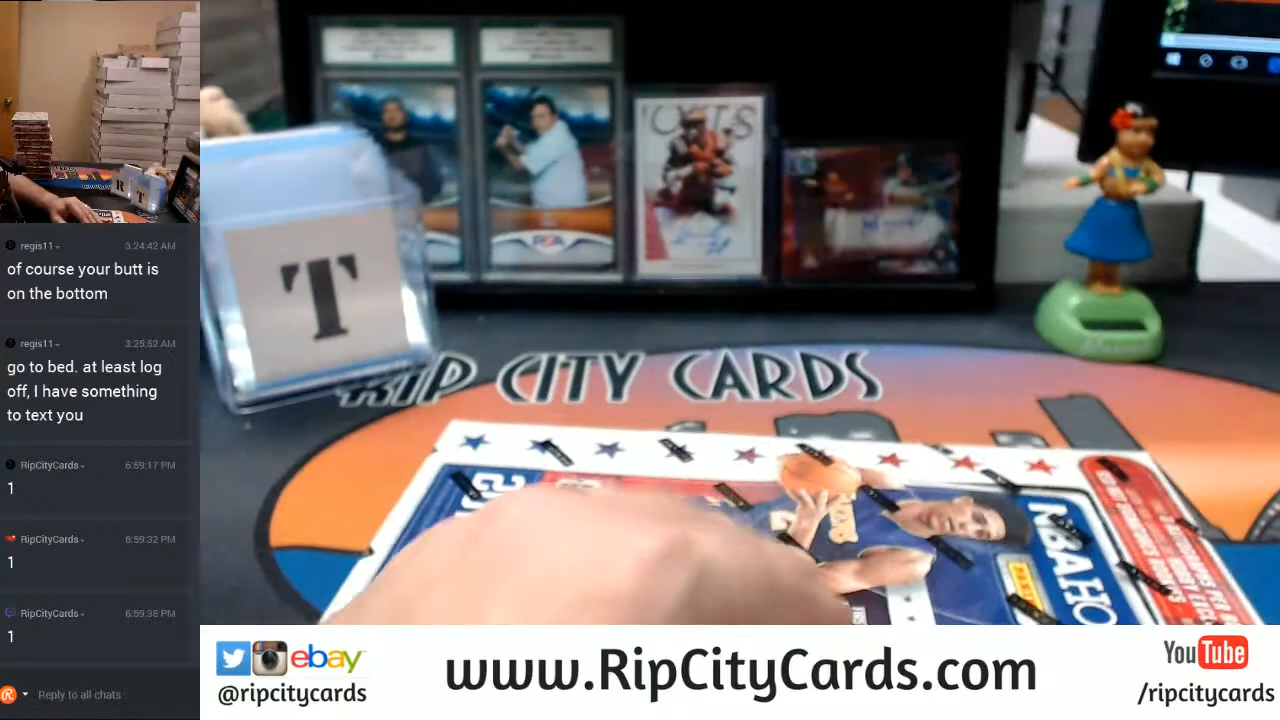 regis11
3:24:42 AM
of course your butt is
on the bottom
regis11
3:25:52 AM
go to bed. at least log
off, I have something
to text you
RipCityCards
6:59:17 PM
1
RipCityCards
6:59:32 PM
1
RipCityCards
6:59:38 PM
1
Reply to all chats
R T
PSA
T
RIP CITY CARDS
NBAHO
PANINI
ebay
@ripcitycards
www.RipCityCards.com
YouTube
/ripcitycards